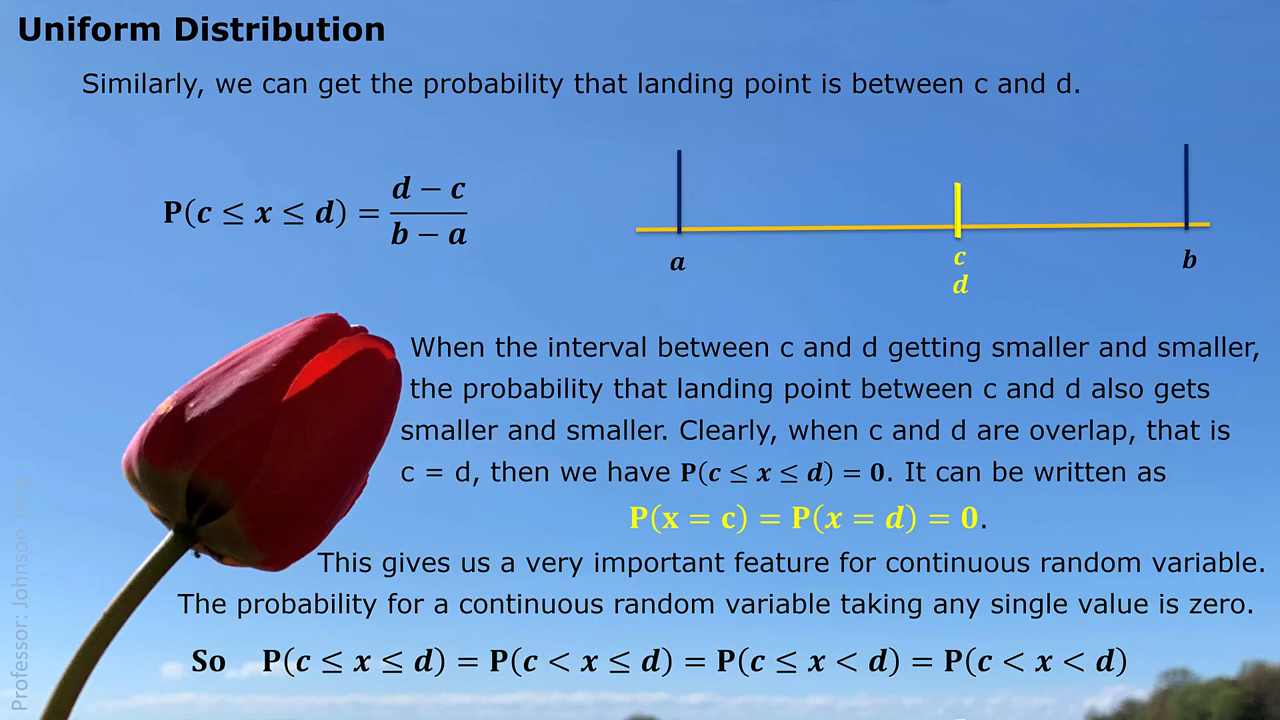 Uniform Distribution
Similarly, we can get the probability that landing point is between c and d.
P(c ≤ x ≤ d) = \frac{d − c}{b − a}
a
c
d
b
When the interval between c and d getting smaller and smaller,
the probability that landing point between c and d also gets
smaller and smaller. Clearly, when c and d are overlap, that is
c = d, then we have P(c ≤ x ≤ d) = 0. It can be written as
P(x = c) = P(x = d) = 0.
This gives us a very important feature for continuous random variable.
The probability for a continuous random variable taking any single value is zero.
So P(c ≤ x ≤ d) = P(c < x ≤ d) = P(c ≤ x < d) = P(c < x < d)
Professor: Johnson